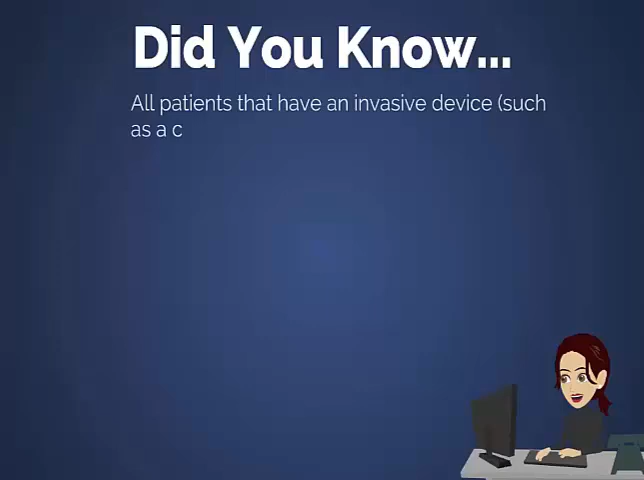 Did You Know...
All patients that have an invasive device (such
as a c